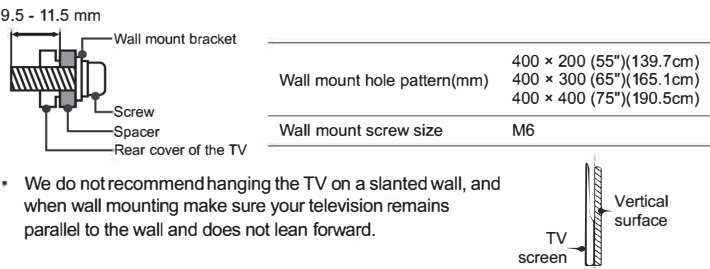 9.5 - 11.5 mm
Wall mount bracket
Screw
Spacer
Rear cover of the TV
Wall mount hole pattern(mm)
400 × 200 (55")(139.7cm)
400 × 300 (65")(165.1cm)
400 × 400 (75")(190.5cm)
Wall mount screw size
M6
• We do not recommend hanging the TV on a slanted wall, and
when wall mounting make sure your television remains
parallel to the wall and does not lean forward.
Vertical
surface
TV
screen